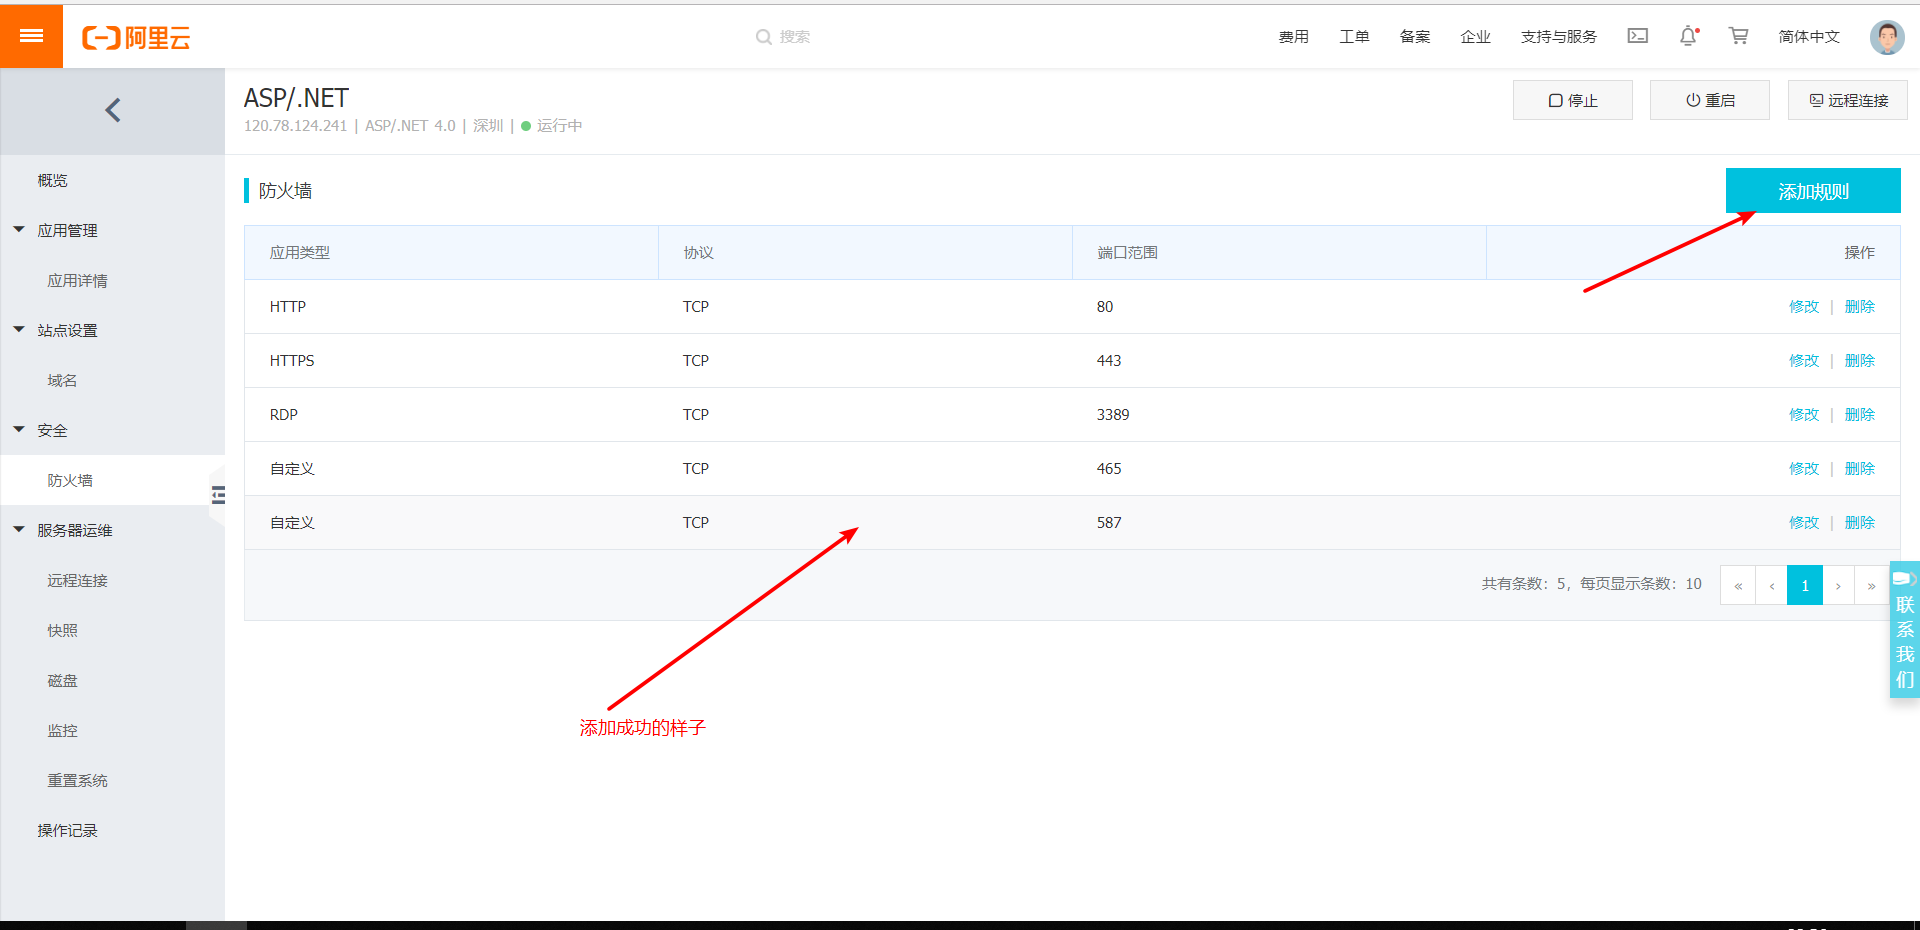 阿里云
搜索
费用 工单 备案 企业 支持与服务 简体中文
ASP/.NET
120.78.124.241 | ASP/.NET 4.0 | 深圳 | 运行中
停止 重启 远程连接
概览
应用管理
应用详情
站点设置
域名
安全
防火墙
服务器运维
远程连接
快照
磁盘
监控
重置系统
操作记录
防火墙
添加规则
应用类型 协议 端口范围 操作
HTTP TCP 80 修改 | 删除
HTTPS TCP 443 修改 | 删除
RDP TCP 3389 修改 | 删除
自定义 TCP 465 修改 | 删除
自定义 TCP 587 修改 | 删除
共有条数：5，每页显示条数：10 « ‹ 1 › »
添加成功的样子
联
系
我
们